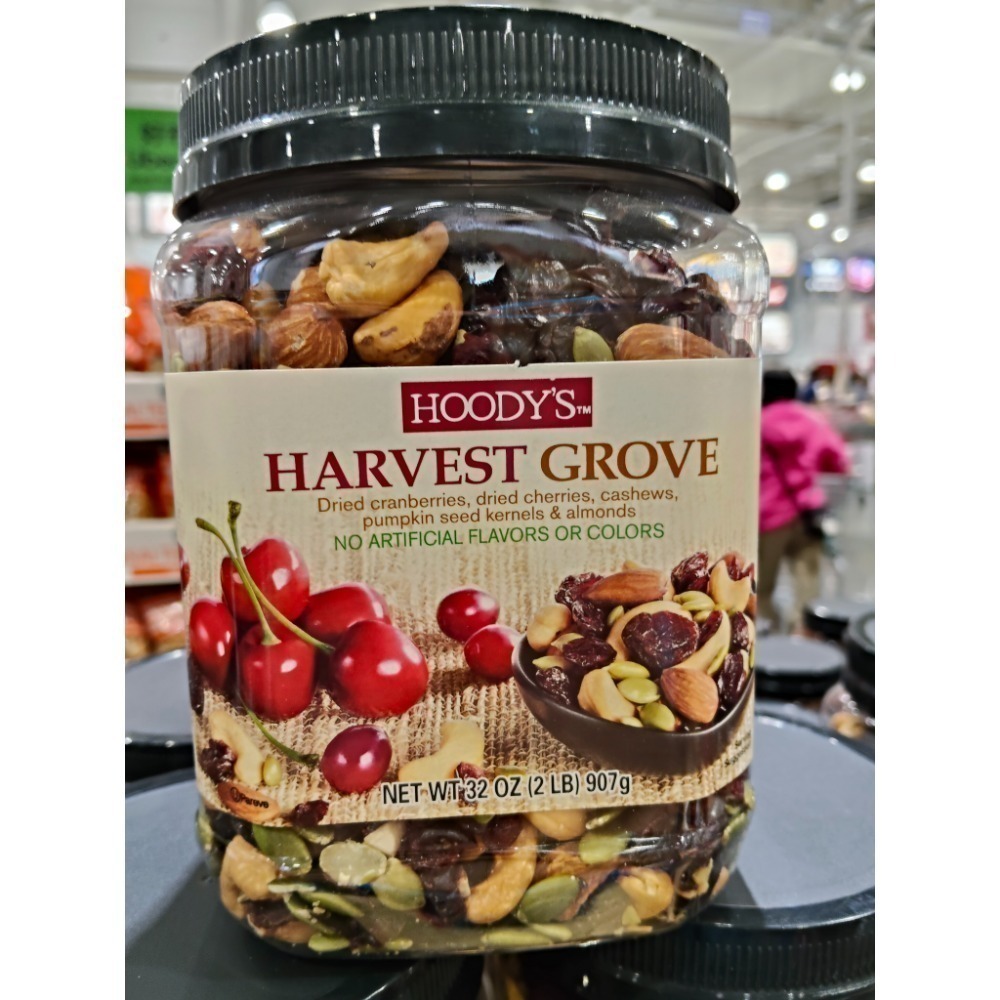 HOODY'S™
HARVEST GROVE
Dried cranberries, dried cherries, cashews,
pumpkin seed kernels & almonds
NO ARTIFICIAL FLAVORS OR COLORS
NET WT 32 OZ (2 LB) 907g
Pareve